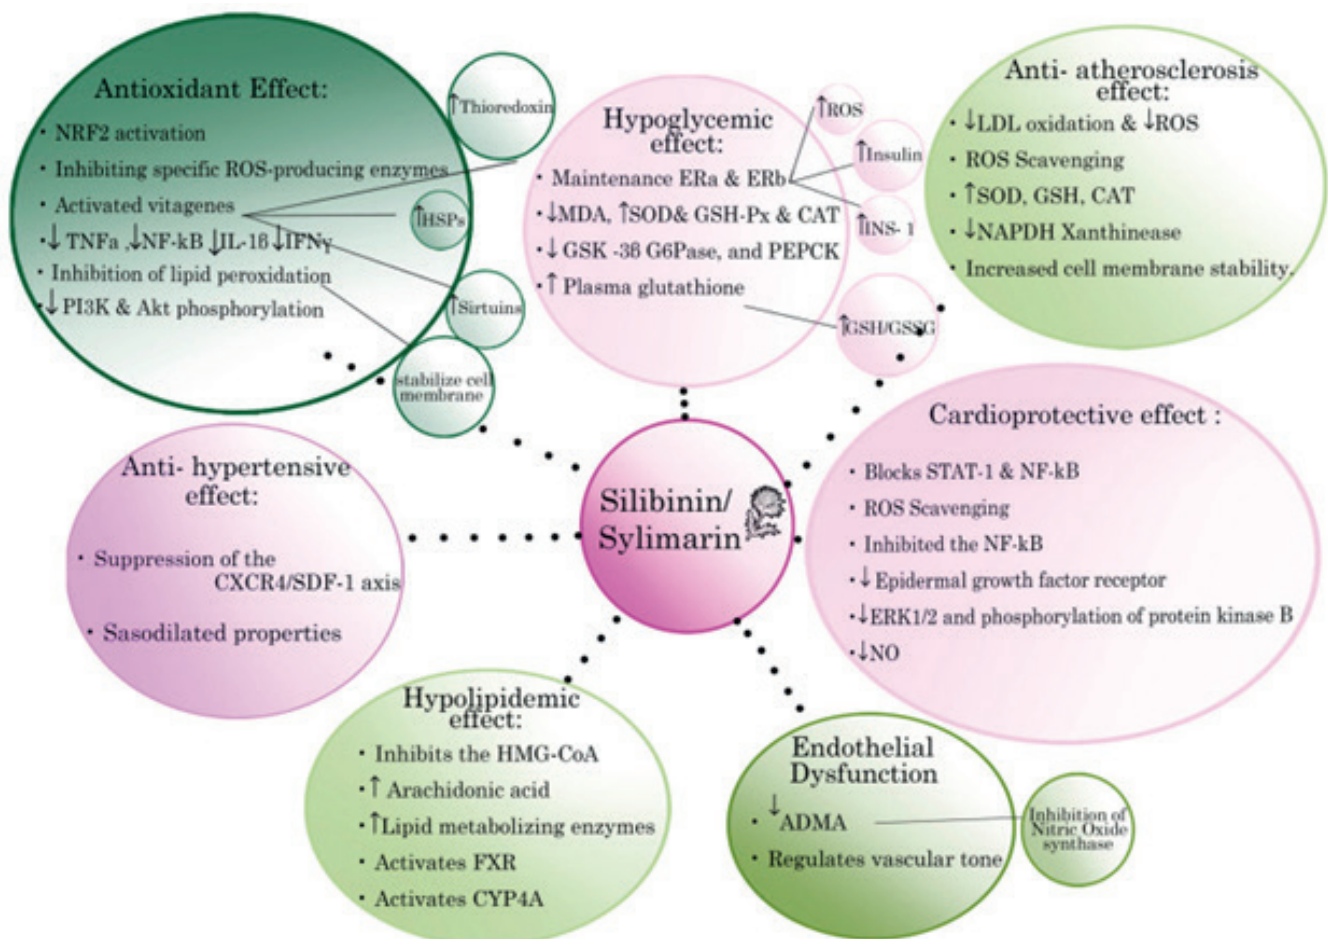 Antioxidant Effect:
• NRF2 activation
• Inhibiting specific ROS-producing enzymes
• Activated vitagenes
•↓ TNFa ↓NF-kB ↓IL-1ß ↓IFNγ
• Inhibition of lipid peroxidation
•↓ PI3K & Akt phosphorylation
↑Thioredoxin
↑HSPs
↑Sirtuins
stabilize cell
membrane
Hypoglycemic
effect:
• Maintenance ERa & ERb
•↓MDA, ↑SOD& GSH-Px & CAT
•↓ GSK -3ß G6Pase, and PEPCK
•↑ Plasma glutathione
↑ROS
↑Insulin
↑INS- 1
↑GSH/GSSG
Anti- atherosclerosis
effect:
• ↓LDL oxidation & ↓ROS
• ROS Scavenging
• ↑SOD, GSH, CAT
• ↓NAPDH Xanthinease
• Increased cell membrane stability.
Silibinin/
Sylimarin
Anti- hypertensive
effect:
• Suppression of the
CXCR4/SDF-1 axis
• Sasodilated properties
Cardioprotective effect :
• Blocks STAT-1 & NF-kB
• ROS Scavenging
• Inhibited the NF-kB
•↓ Epidermal growth factor receptor
•↓ERK1/2 and phosphorylation of protein kinase B
•↓NO
Hypolipidemic
effect:
• Inhibits the HMG-CoA
•↑ Arachidonic acid
•↑Lipid metabolizing enzymes
• Activates FXR
• Activates CYP4A
Endothelial
Dysfunction
• ↓ADMA
• Regulates vascular tone
Inhibition of
Nitric Oxide
synthase